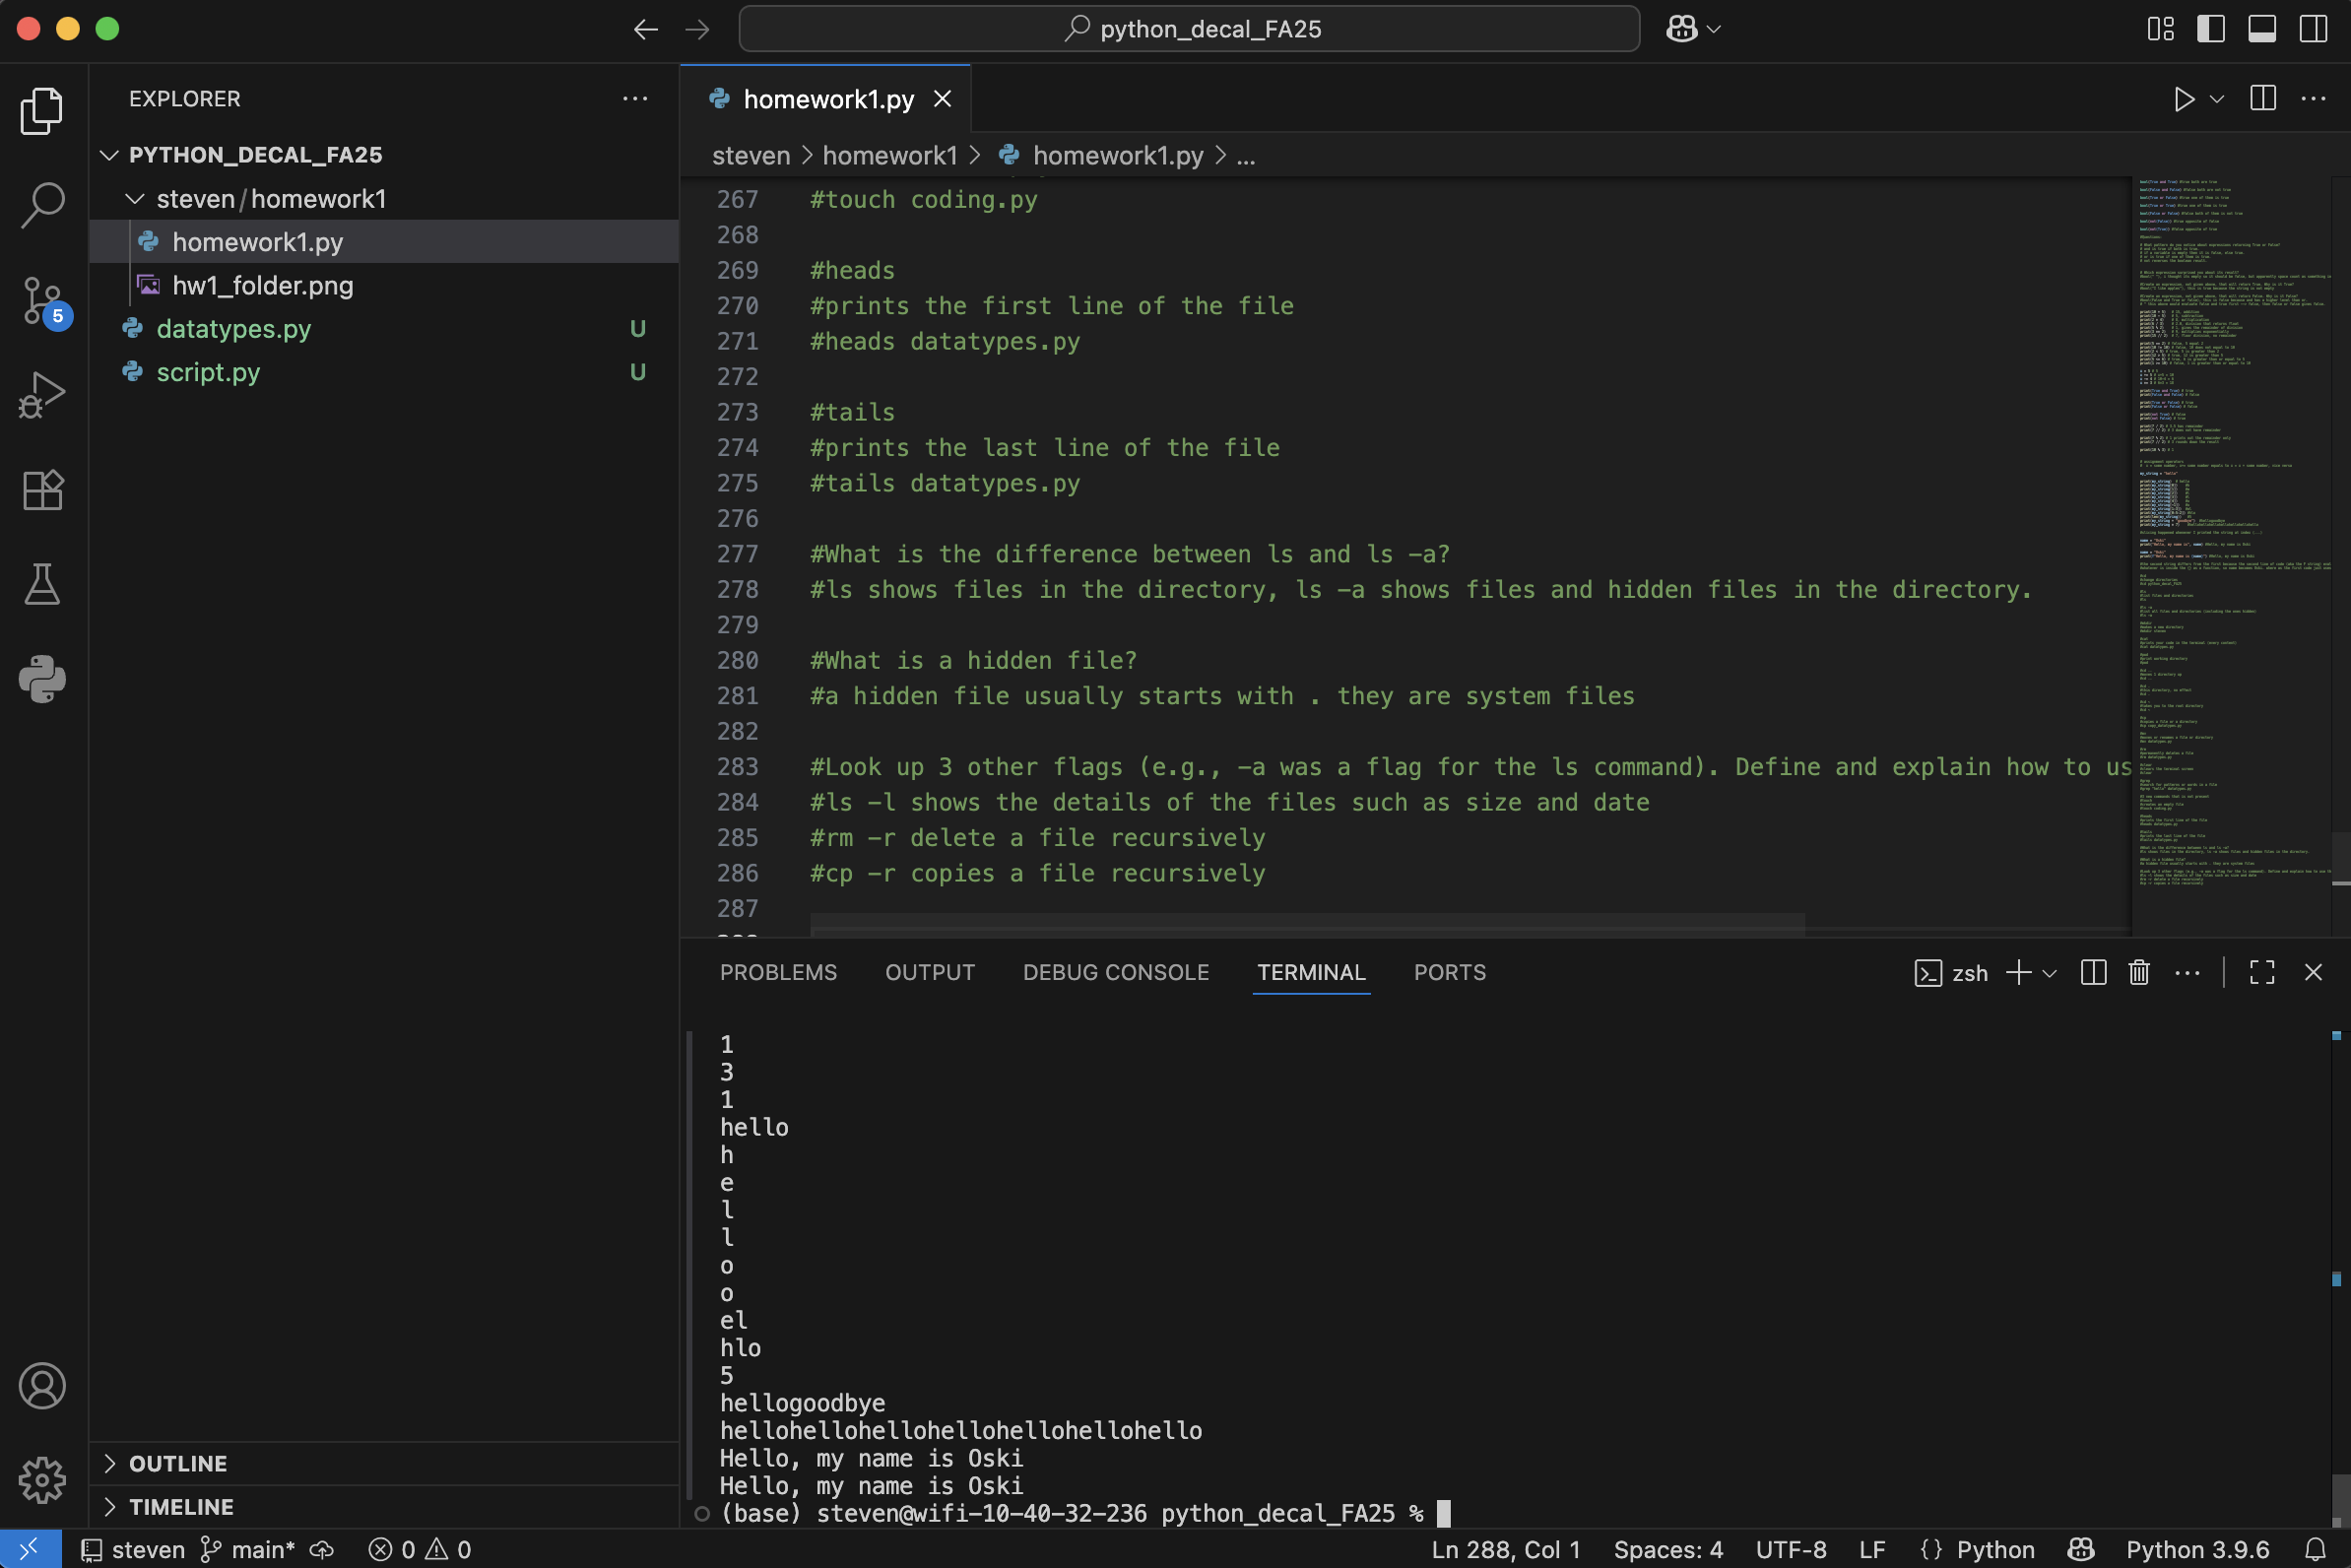 python_decal_FA25
EXPLORER
PYTHON_DECAL_FA25
steven/homework1
homework1.py
hw1_folder.png
datatypes.py U
script.py U
5
OUTLINE
TIMELINE
homework1.py
steven > homework1 > homework1.py > ...
267 #touch coding.py
268
269 #heads
270 #prints the first line of the file
271 #heads datatypes.py
272
273 #tails
274 #prints the last line of the file
275 #tails datatypes.py
276
277 #What is the difference between ls and ls -a?
278 #ls shows files in the directory, ls -a shows files and hidden files in the directory.
279
280 #What is a hidden file?
281 #a hidden file usually starts with . they are system files
282
283 #Look up 3 other flags (e.g., -a was a flag for the ls command). Define and explain how to us
284 #ls -l shows the details of the files such as size and date
285 #rm -r delete a file recursively
286 #cp -r copies a file recursively
287
PROBLEMS OUTPUT DEBUG CONSOLE TERMINAL PORTS
zsh
1
3
1
hello
h
e
l
l
o
o
el
hlo
5
hellogoodbye
hellohellohellohellohellohellohello
Hello, my name is Oski
Hello, my name is Oski
(base) steven@wifi-10-40-32-236 python_decal_FA25 %
steven main* 0 0 Ln 288, Col 1 Spaces: 4 UTF-8 LF {} Python Python 3.9.6